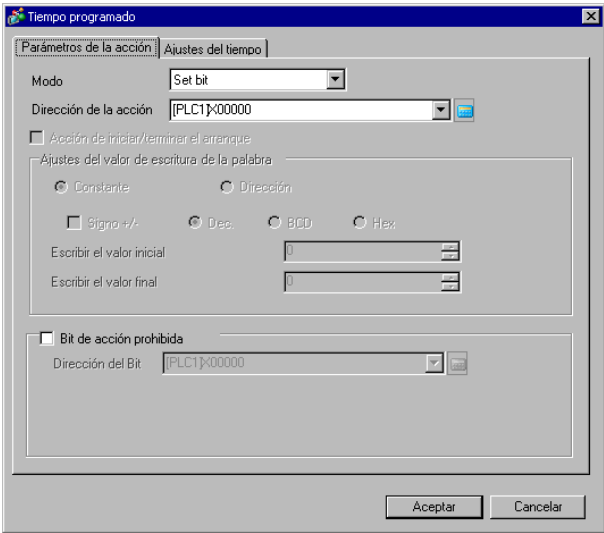 Tiempo programado
Parámetros de la acción Ajustes del tiempo
Modo Set bit
Dirección de la acción [PLC1]X00000
Acción de iniciar/terminar el arranque
Ajustes del valor de escritura de la palabra
Constante Dirección
Signo +/- Dec. BCD Hex
Escribir el valor inicial 0
Escribir el valor final 0
Bit de acción prohibida
Dirección del Bit [PLC1]X00000
Aceptar Cancelar